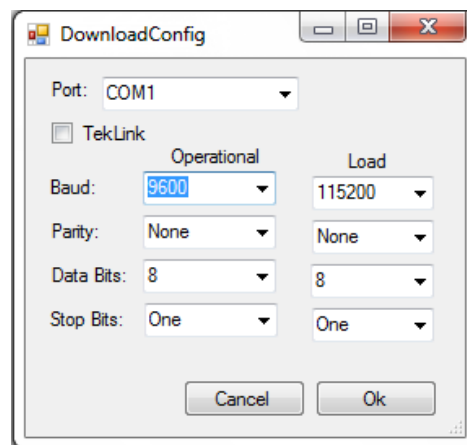 DownloadConfig
Port: COM1
TekLink
Operational Load
Baud: 9600 115200
Parity: None None
Data Bits: 8 8
Stop Bits: One One
Cancel Ok